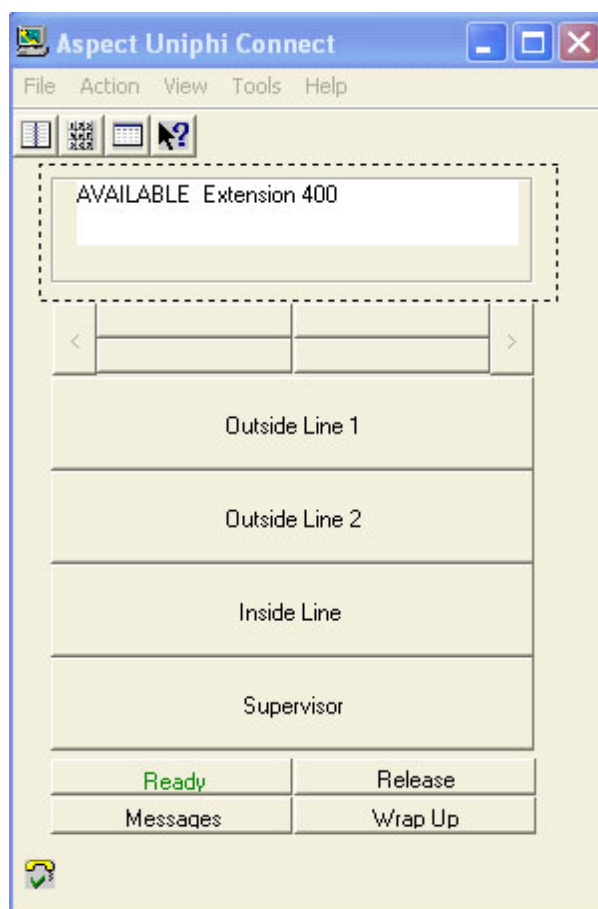 Aspect Uniphi Connect
File Action View Tools Help
AVAILABLE Extension 400
< >
Outside Line 1
Outside Line 2
Inside Line
Supervisor
Ready Release
Messages Wrap Up